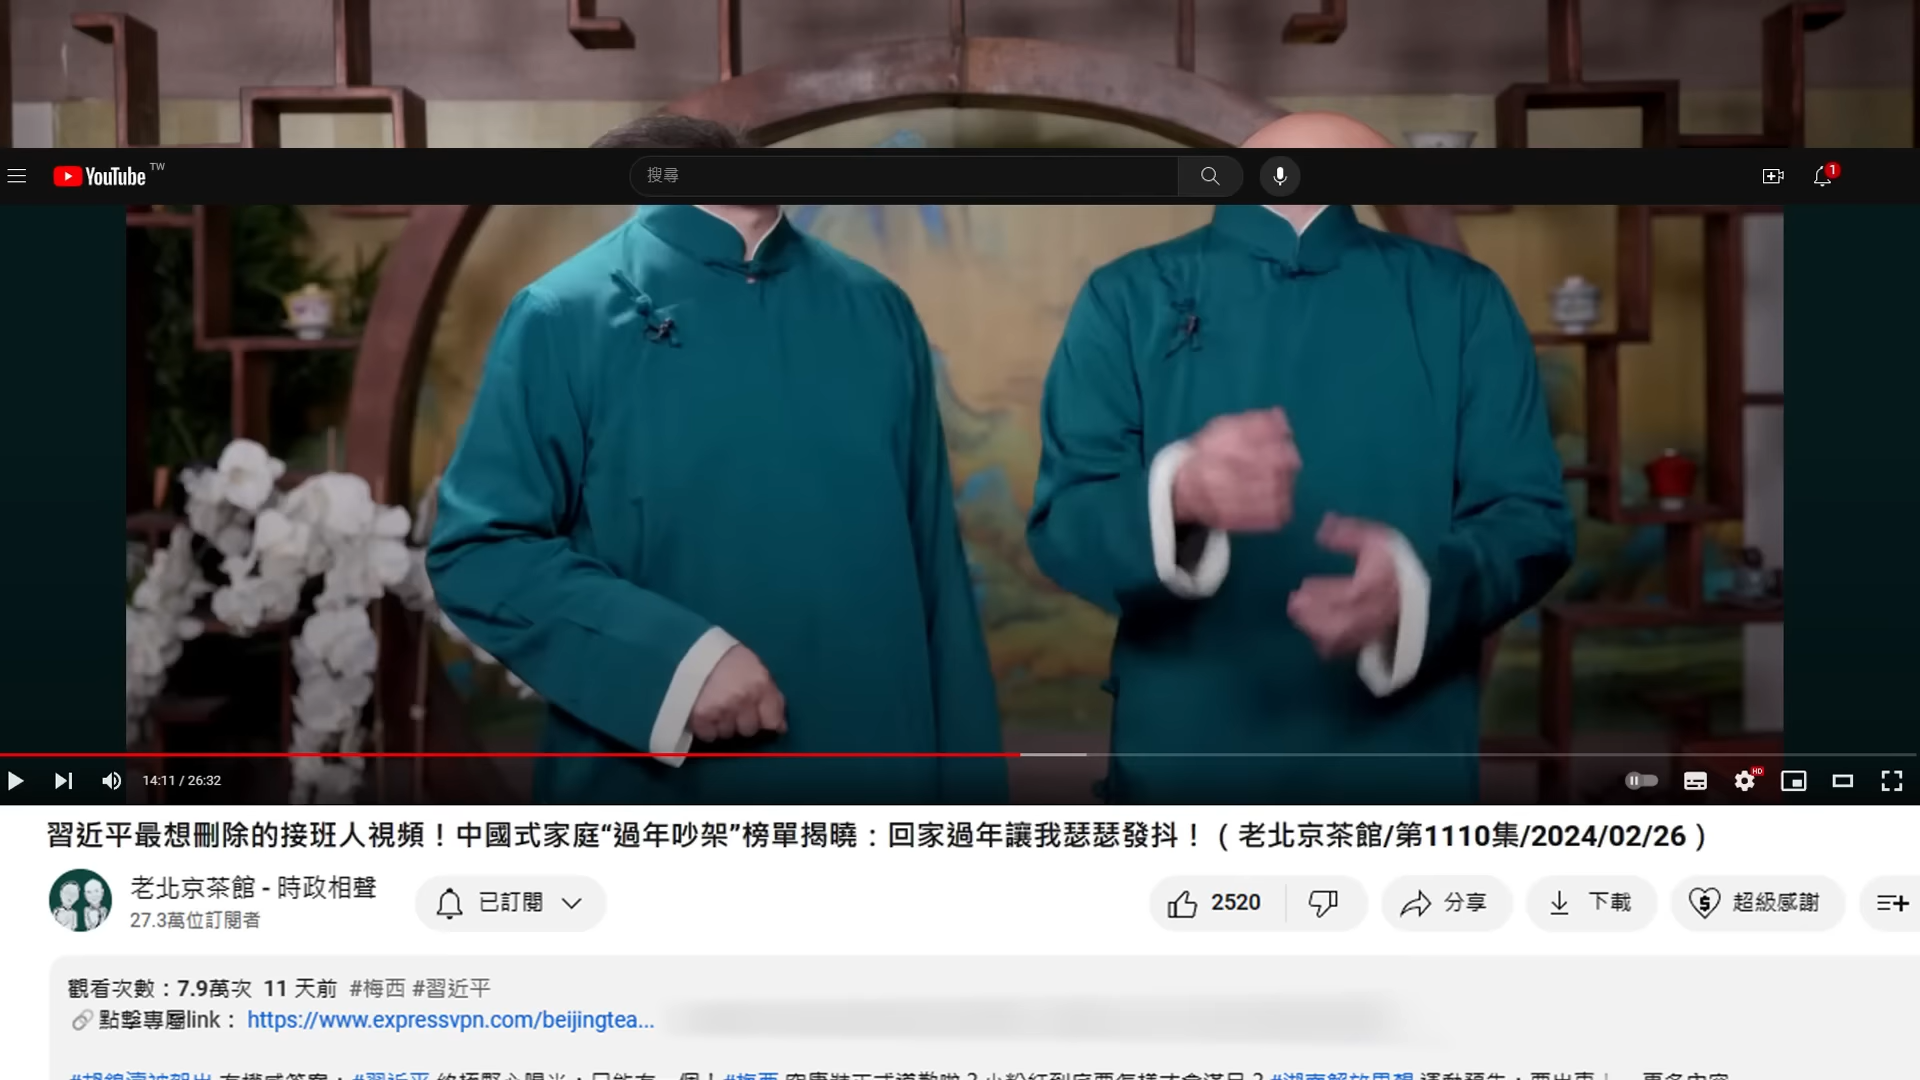 YouTube TW
搜尋
1
14:11 / 26:32
HD
習近平最想刪除的接班人視頻！中國式家庭“過年吵架”榜單揭曉：回家過年讓我瑟瑟發抖！（老北京茶館/第1110集/2024/02/26）
老北京茶館 - 時政相聲
27.3萬位訂閱者
已訂閱
2520
分享
下載
超級感謝
觀看次數：7.9萬次 11 天前 #梅西 #習近平
點擊專屬link： https://www.expressvpn.com/beijingtea...